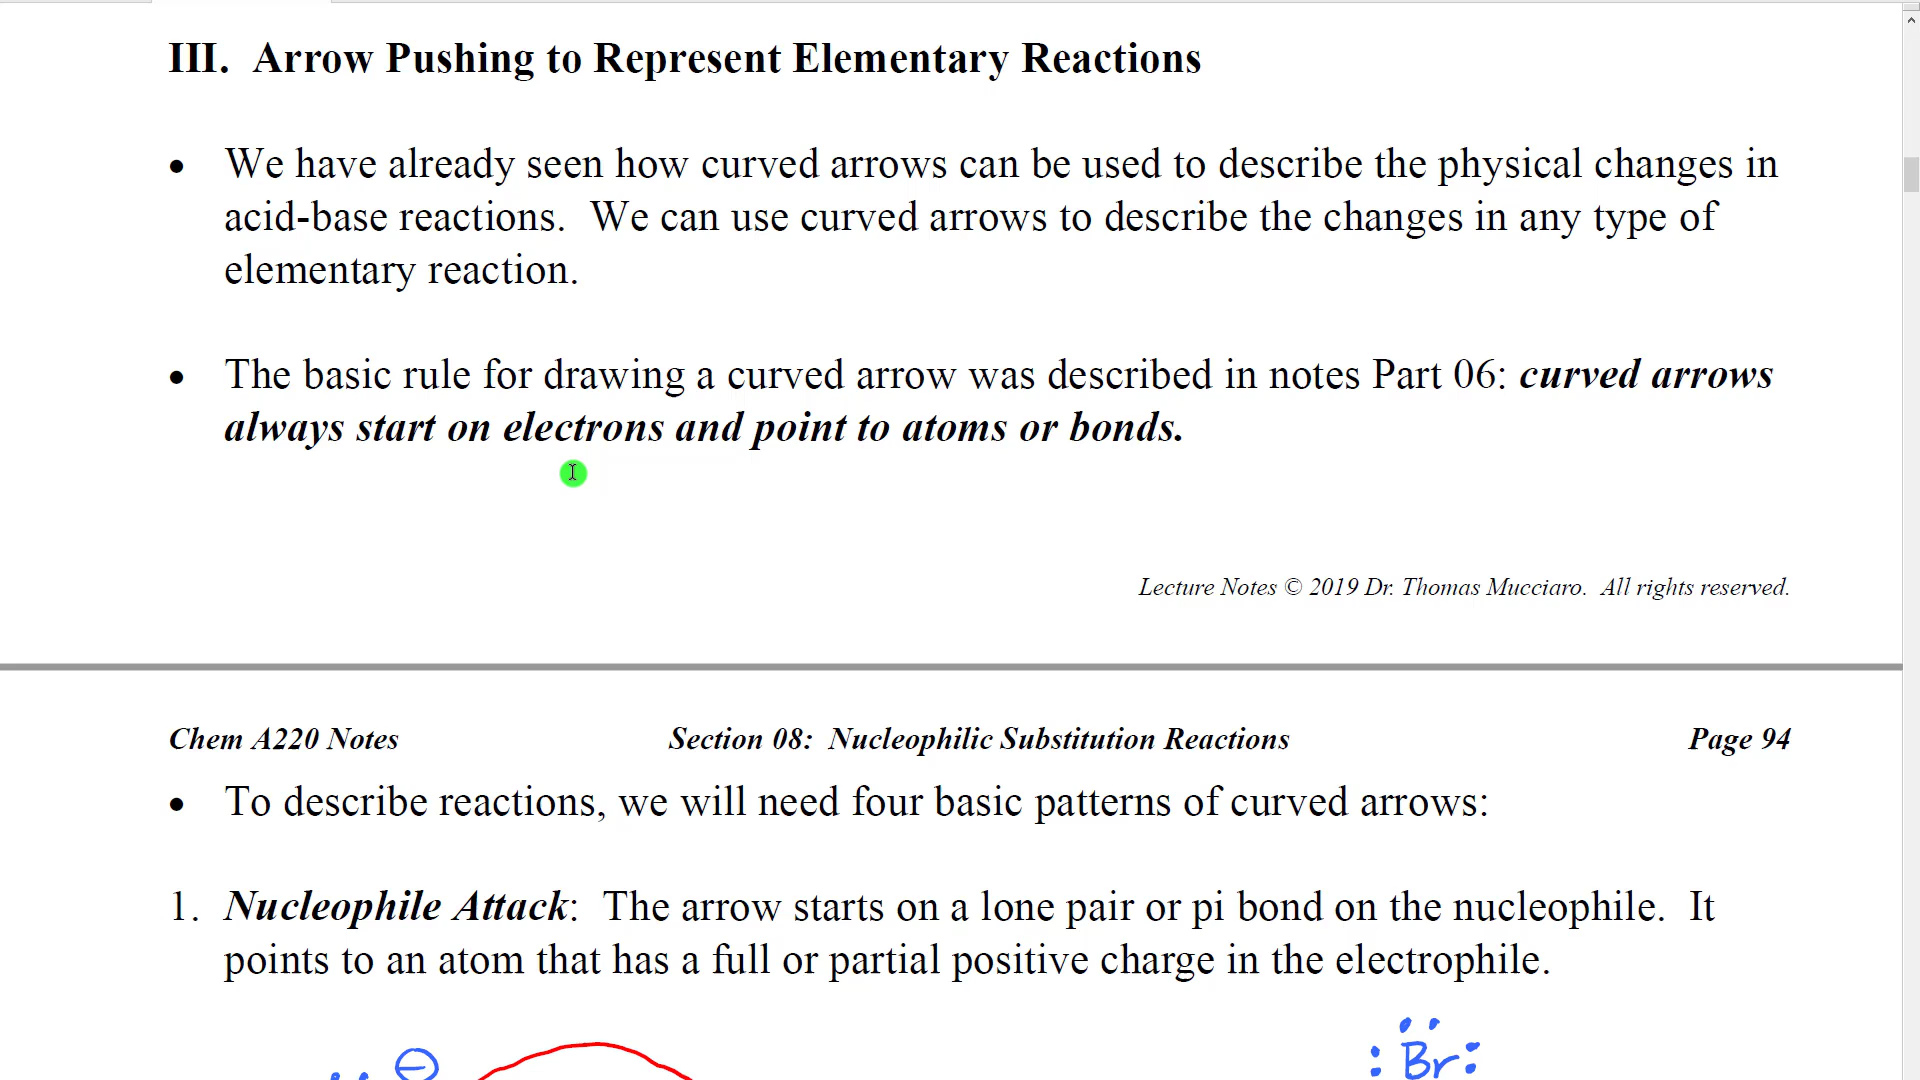 III. Arrow Pushing to Represent Elementary Reactions
• We have already seen how curved arrows can be used to describe the physical changes in
acid-base reactions. We can use curved arrows to describe the changes in any type of
elementary reaction.
• The basic rule for drawing a curved arrow was described in notes Part 06: curved arrows
always start on electrons and point to atoms or bonds.
Lecture Notes © 2019 Dr. Thomas Mucciaro. All rights reserved.
Chem A220 Notes Section 08: Nucleophilic Substitution Reactions Page 94
• To describe reactions, we will need four basic patterns of curved arrows:
1. Nucleophile Attack: The arrow starts on a lone pair or pi bond on the nucleophile. It
points to an atom that has a full or partial positive charge in the electrophile.
:Br: